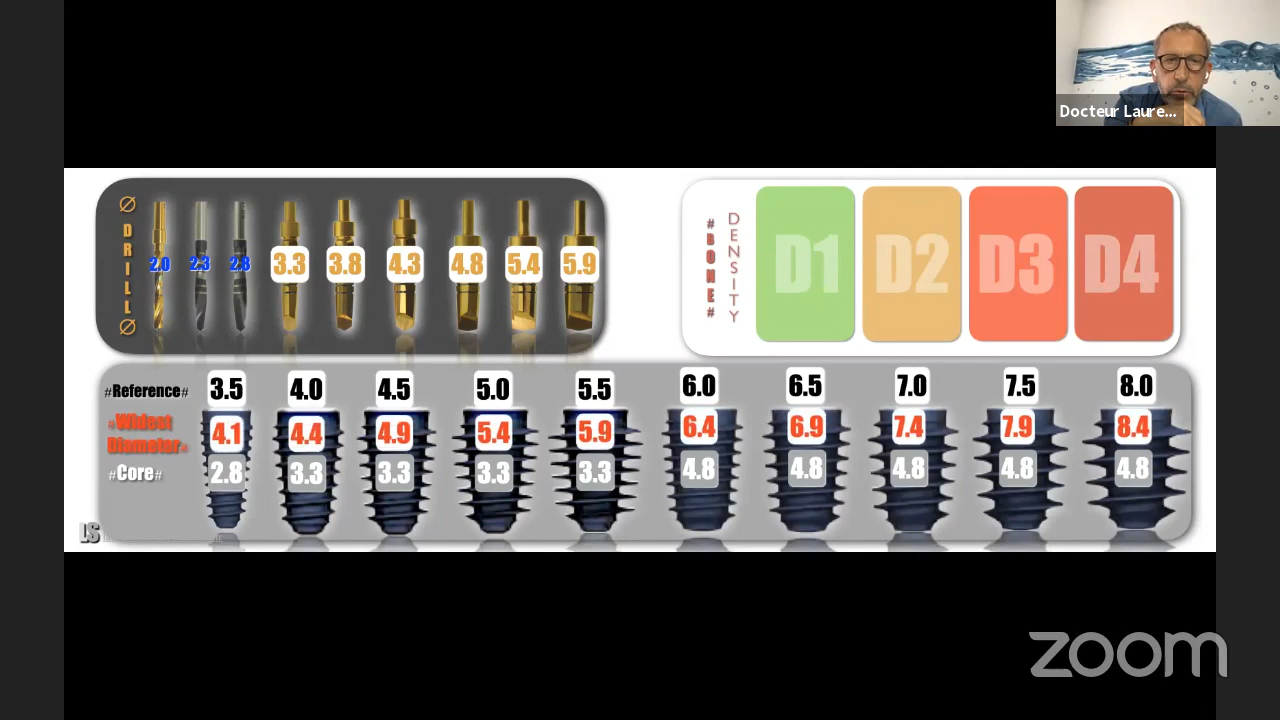 Docteur Laure...
Ø DRILL Ø
2.0 2.3 2.8 3.3 3.8 4.3 4.8 5.4 5.9
#BONE#
DENSITY
D1 D2 D3 D4
#Reference# 3.5 4.0 4.5 5.0 5.5 6.0 6.5 7.0 7.5 8.0
#Widest
Diameter# 4.1 4.4 4.9 5.4 5.9 6.4 6.9 7.4 7.9 8.4
#Core# 2.8 3.3 3.3 3.3 3.3 4.8 4.8 4.8 4.8 4.8
LS
zoom